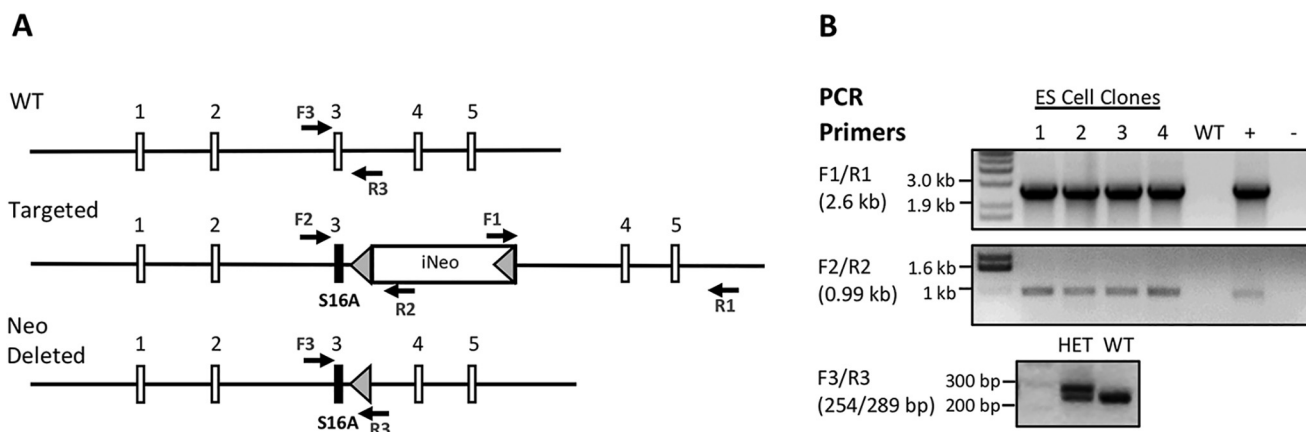 A
WT
1 2 F3 3 4 5
R3
Targeted
1 2 F2 3 F1 4 5
iNeo
S16A R2 R1
Neo
Deleted
1 2 F3 3 4 5
S16A R3
B
PCR
Primers
ES Cell Clones
1 2 3 4 WT + -
F1/R1
(2.6 kb)
3.0 kb
1.9 kb
F2/R2
(0.99 kb)
1.6 kb
1 kb
HET WT
F3/R3
(254/289 bp)
300 bp
200 bp